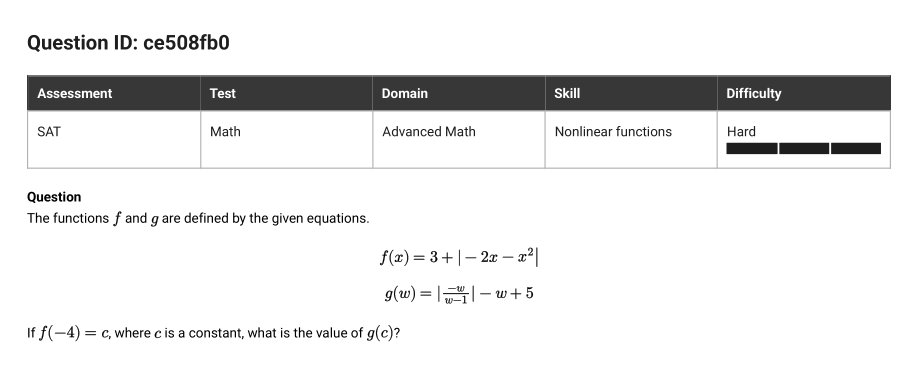 Question ID: ce508fb0
Assessment Test Domain Skill Difficulty
SAT Math Advanced Math Nonlinear functions Hard
Question
The functions f and g are defined by the given equations.
f(x) = 3 + | − 2x − x²|
g(w) = |\frac{−w}{w−1}| − w + 5
If f(−4) = c, where c is a constant, what is the value of g(c)?